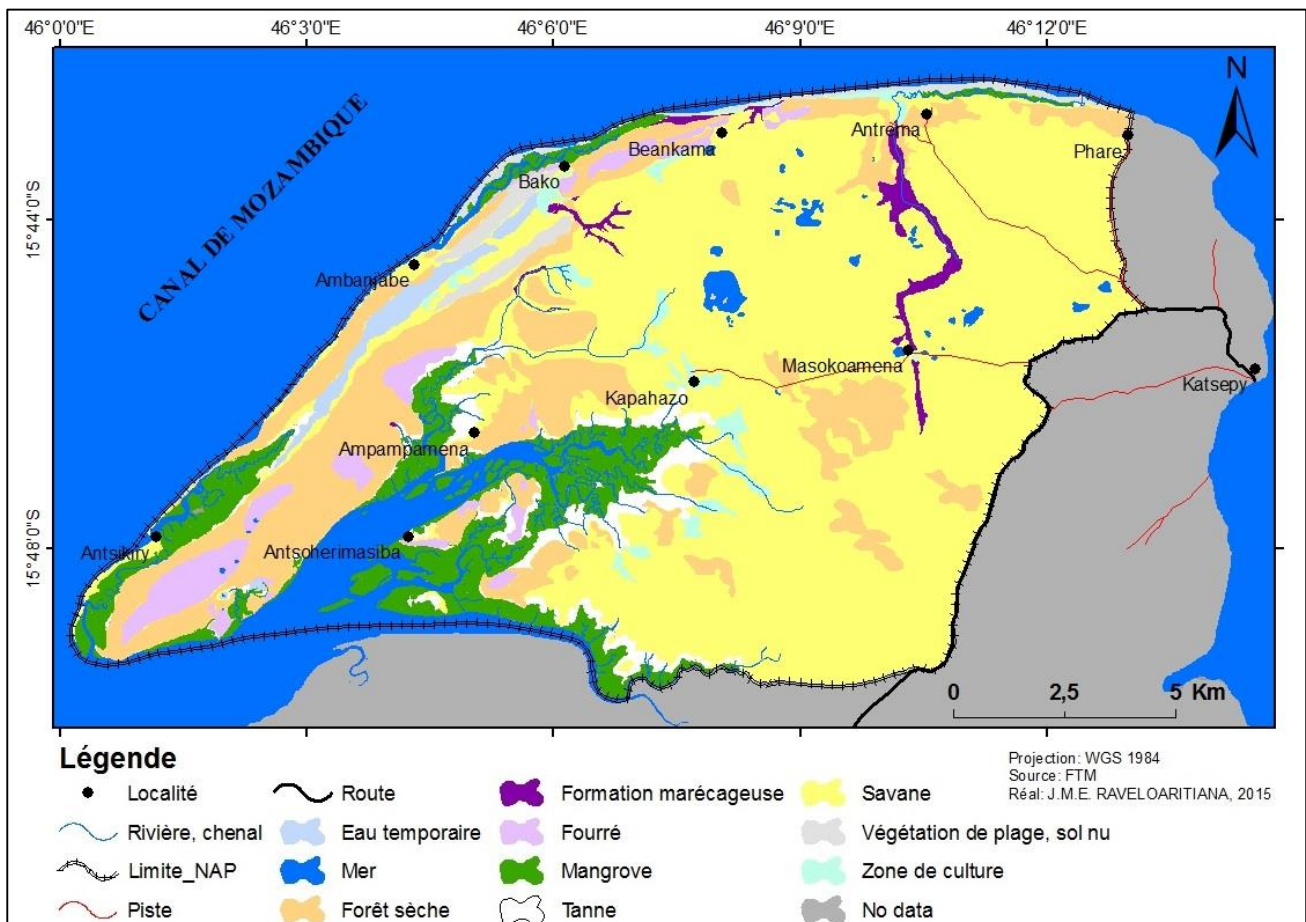 46°0'0"E 46°3'0"E 46°6'0"E 46°9'0"E 46°12'0"E
N
CANAL DE MOZAMBIQUE
Antrema
Phare
Beankama
Bako
15°44'0"S
Ambanjabe
Masokoamena
Kapahazo
Katsepy
Ampampamena
15°48'0"S
Antsikiry
Antsoherimasiba
0 2,5 5 Km
Légende
Projection: WGS 1984
Source: FTM
Réal: J.M.E. RAVELOARITIANA, 2015
Localité Route Formation marécageuse Savane
Rivière, chenal Eau temporaire Fourré Végétation de plage, sol nu
Limite_NAP Mer Mangrove Zone de culture
Piste Forêt sèche Tanne No data